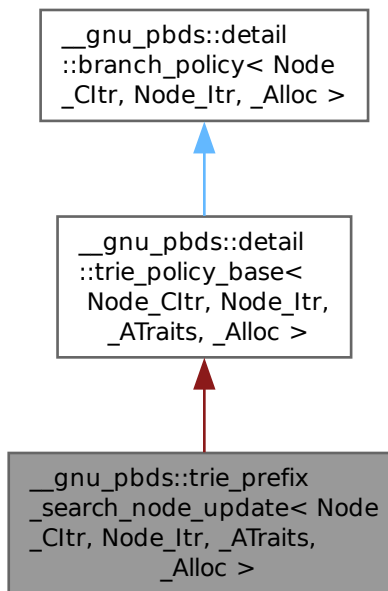 __gnu_pbds::detail
::branch_policy< Node
_CItr, Node_Itr, _Alloc >
__gnu_pbds::detail
::trie_policy_base<
Node_CItr, Node_Itr,
_ATraits, _Alloc >
__gnu_pbds::trie_prefix
_search_node_update< Node
_CItr, Node_Itr, _ATraits,
_Alloc >